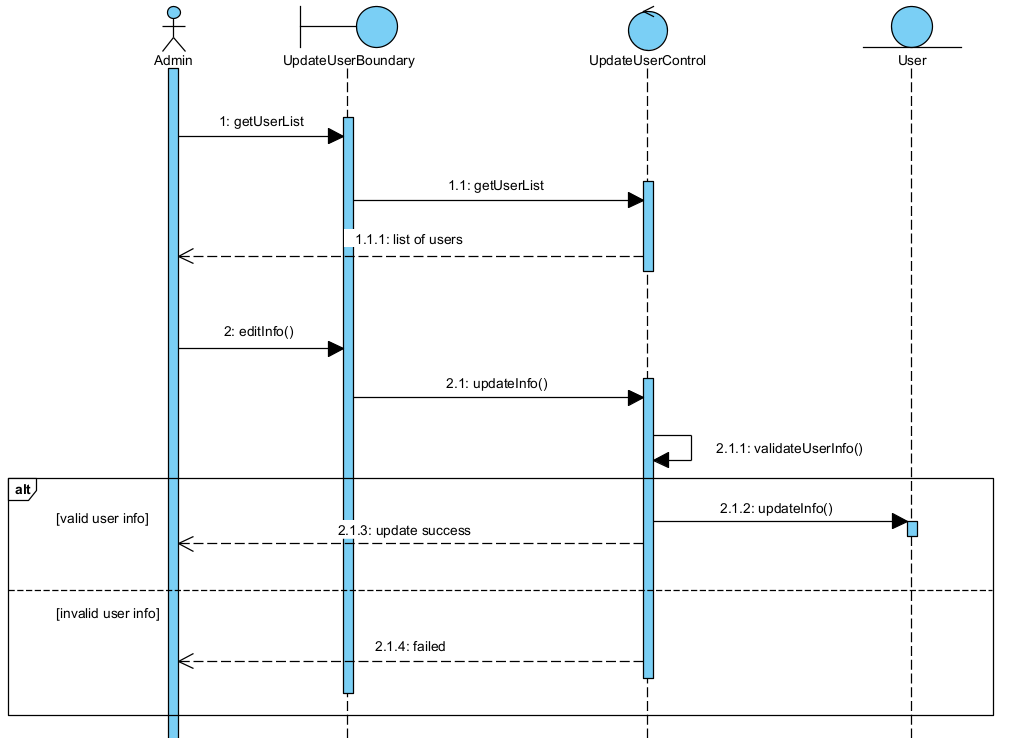 Admin
UpdateUserBoundary
UpdateUserControl
User
1: getUserList
1.1: getUserList
1.1.1: list of users
2: editInfo()
2.1: updateInfo()
2.1.1: validateUserInfo()
alt
[valid user info]
2.1.2: updateInfo()
2.1.3: update success
[invalid user info]
2.1.4: failed